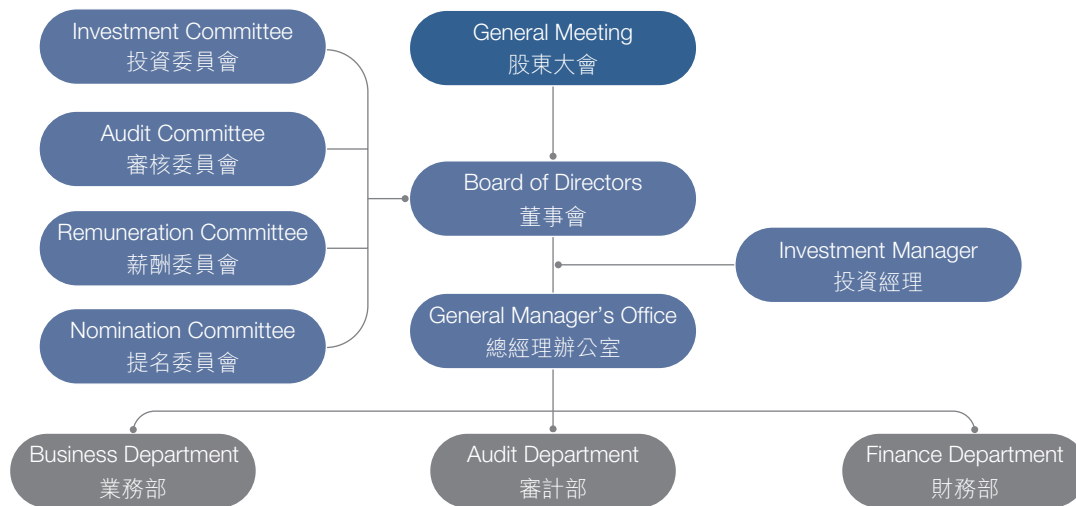 Investment Committee
投資委員會
General Meeting
股東大會
Audit Committee
審核委員會
Board of Directors
董事會
Remuneration Committee
薪酬委員會
Investment Manager
投資經理
General Manager's Office
總經理辦公室
Nomination Committee
提名委員會
Business Department
業務部
Audit Department
審計部
Finance Department
財務部